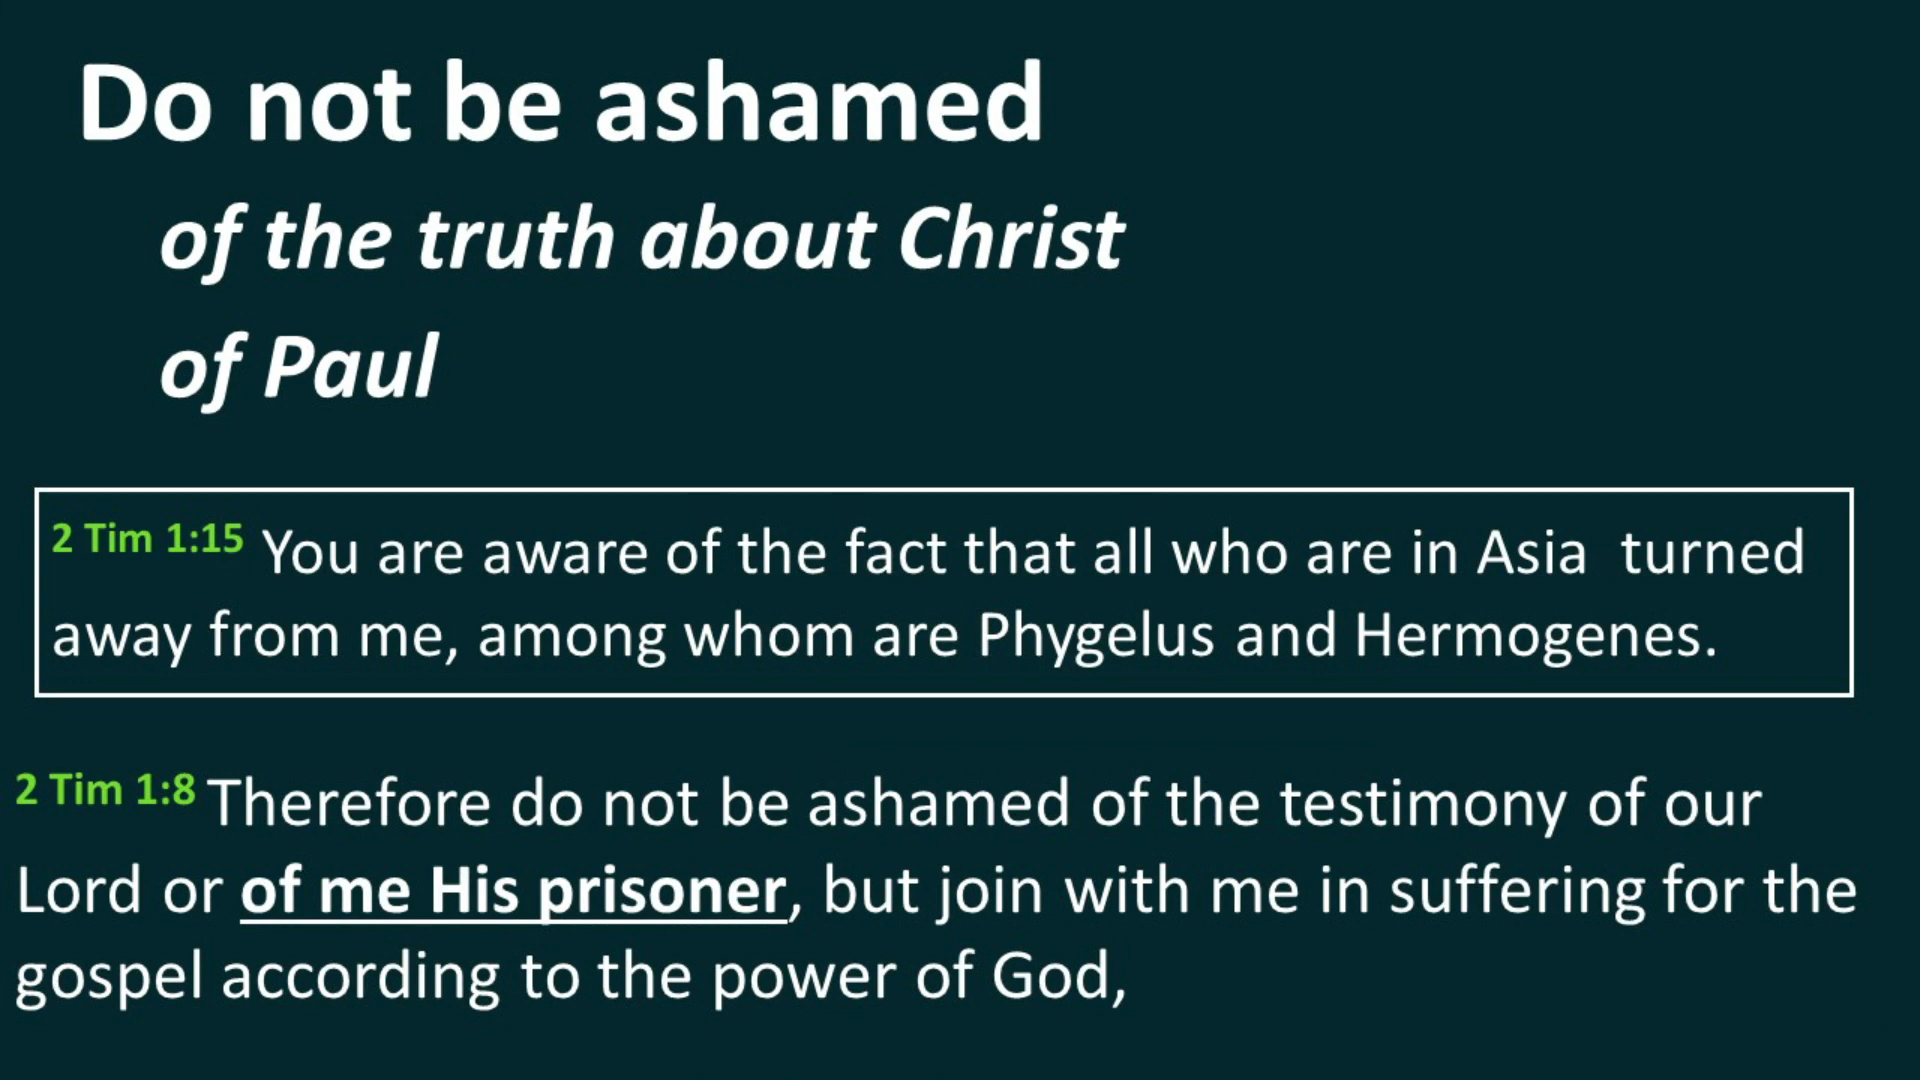 Do not be ashamed
of the truth about Christ
of Paul
2 Tim 1:15 You are aware of the fact that all who are in Asia turned
away from me, among whom are Phygelus and Hermogenes.
2 Tim 1:8 Therefore do not be ashamed of the testimony of our
Lord or of me His prisoner, but join with me in suffering for the
gospel according to the power of God,